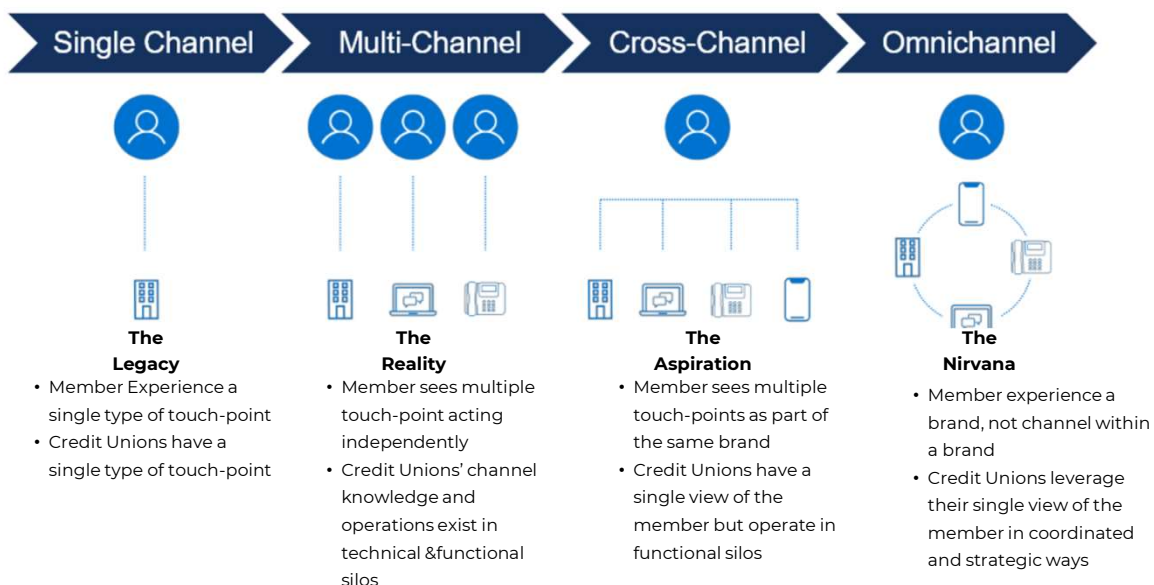 Single Channel
Multi-Channel
Cross-Channel
Omnichannel
The
Legacy
• Member Experience a
single type of touch-point
• Credit Unions have a
single type of touch-point
The
Reality
• Member sees multiple
touch-point acting
independently
• Credit Unions' channel
knowledge and
operations exist in
technical &functional
silos
The
Aspiration
• Member sees multiple
touch-points as part of
the same brand
• Credit Unions have a
single view of the
member but operate in
functional silos
The
Nirvana
• Member experience a
brand, not channel within
a brand
• Credit Unions leverage
their single view of the
member in coordinated
and strategic ways